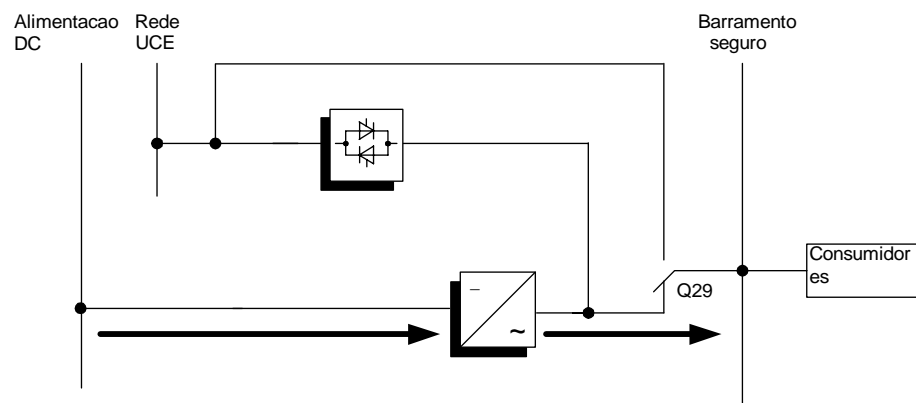 Alimentacao
DC
Rede
UCE
Barramento
seguro
Consumidor
es
Q29